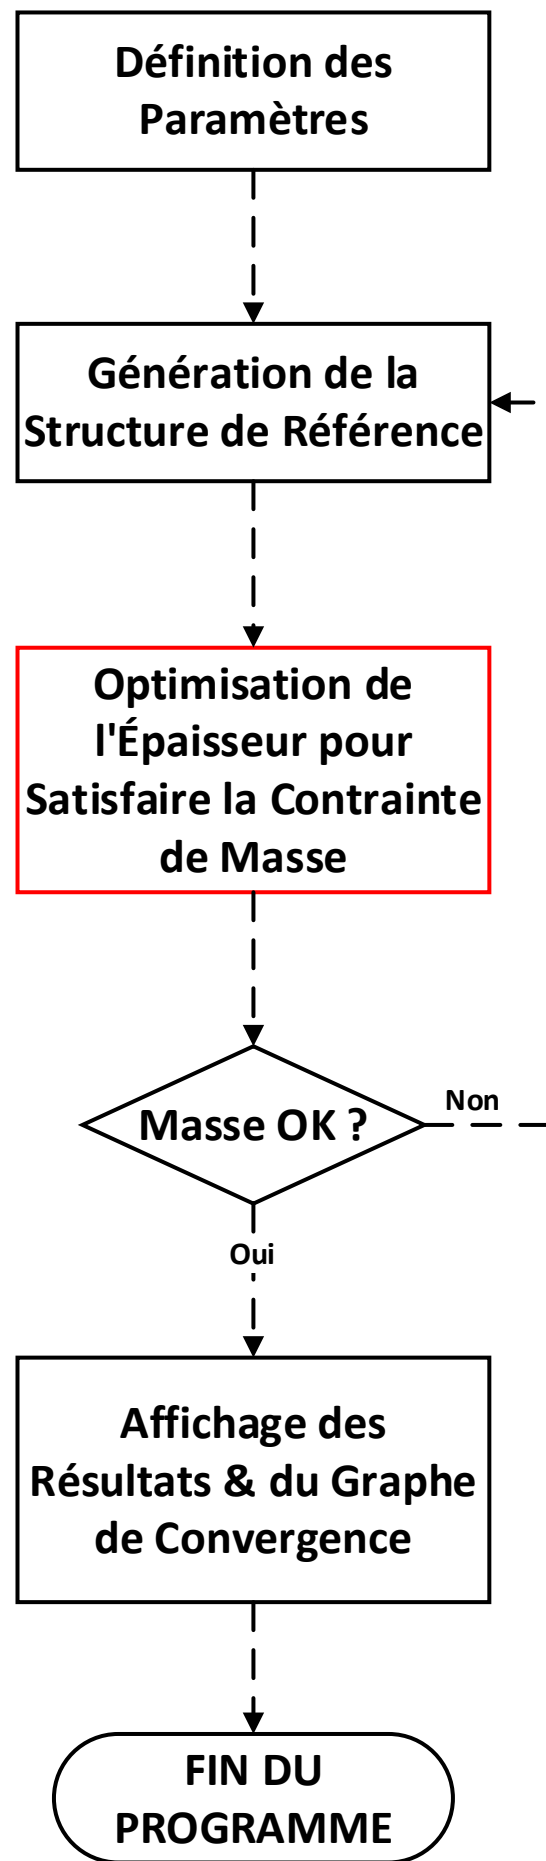 Définition des
Paramètres
Génération de la
Structure de Référence
Optimisation de
l'Épaisseur pour
Satisfaire la Contrainte
de Masse
Masse OK ?
Non
Oui
Affichage des
Résultats & du Graphe
de Convergence
FIN DU
PROGRAMME